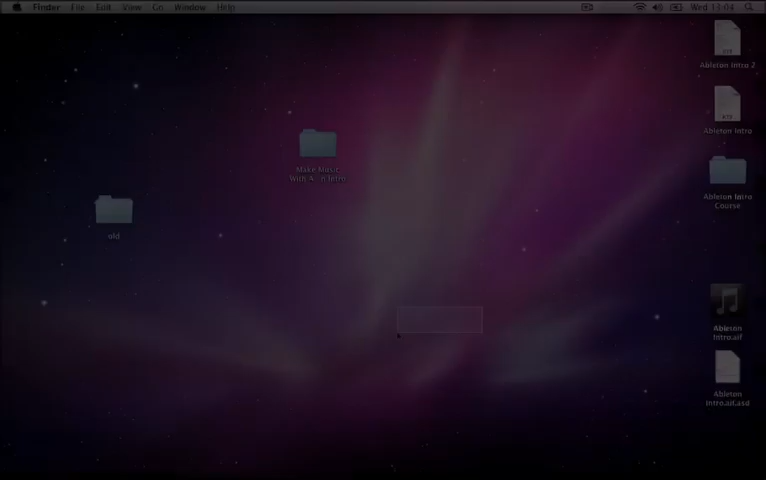 Finder File Edit View Go Window Help Wed 13:04
Ableton Intro 2
Ableton Intro
Make Music
With A...n Intro
Ableton Intro
Course
old
Ableton
Intro.aif
Ableton
Intro.aif.asd